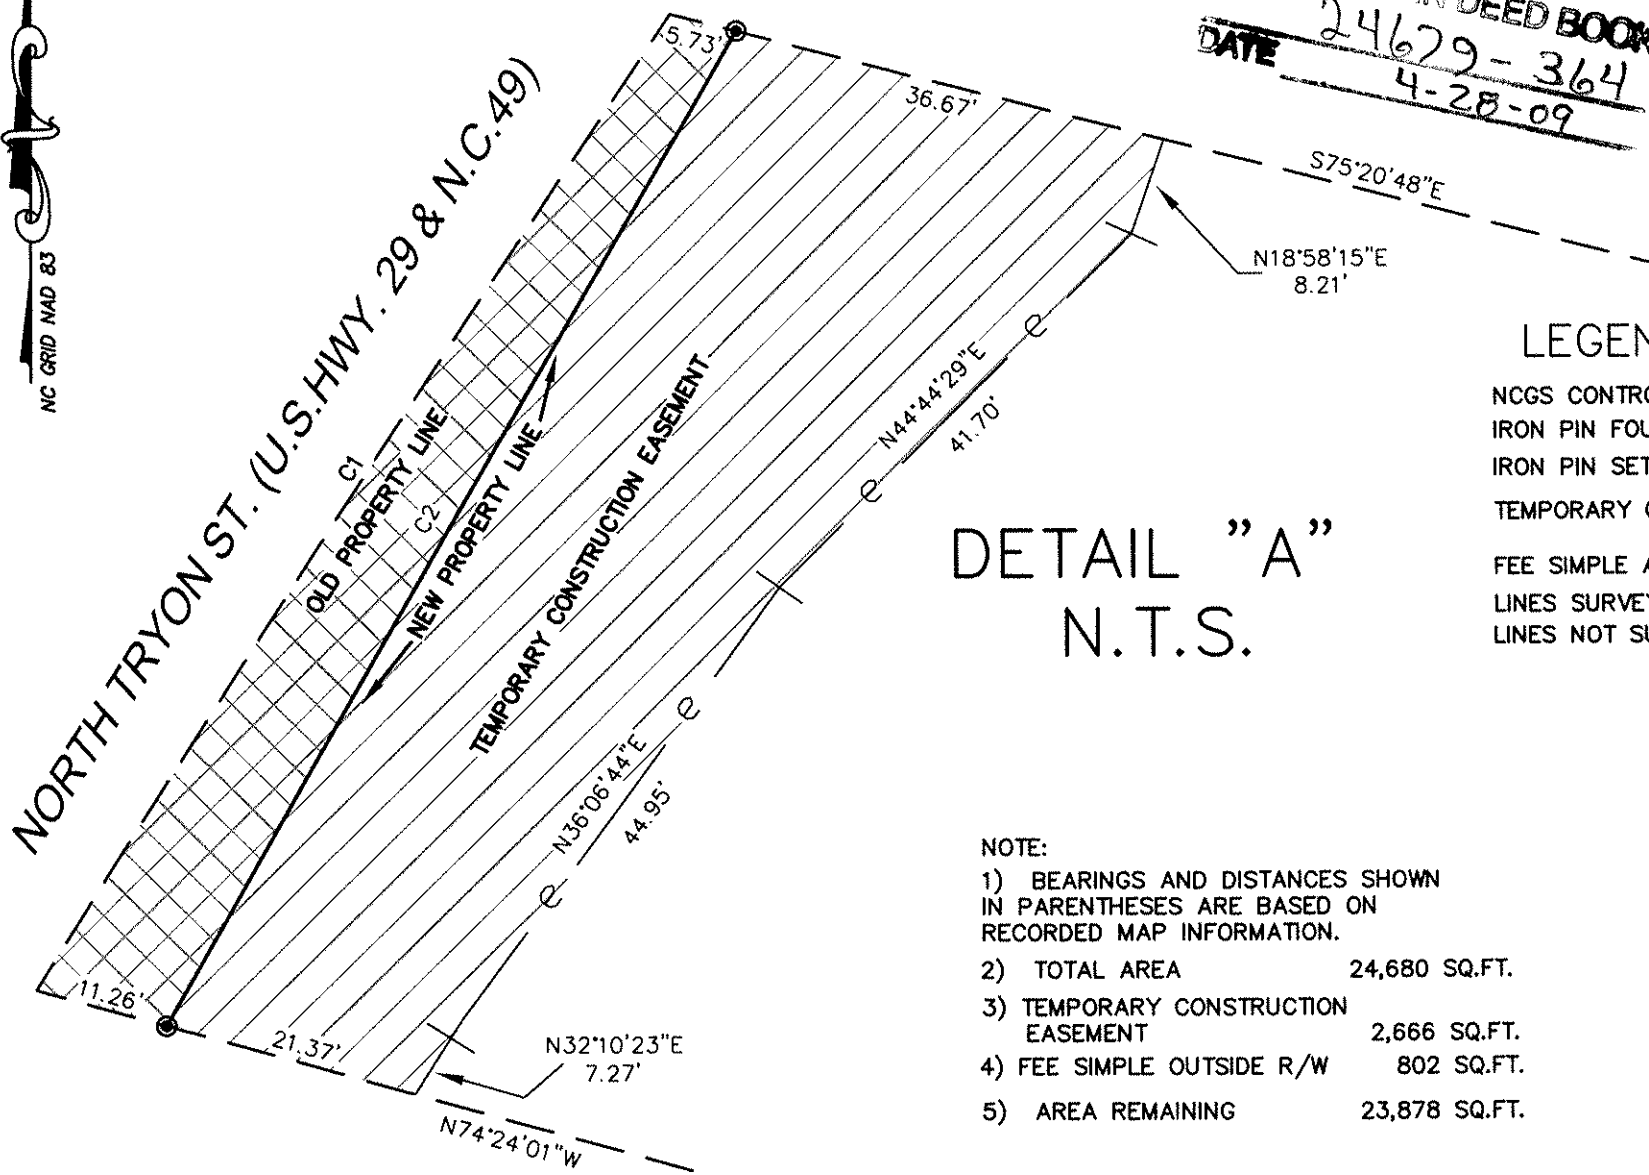 IN DEED BOOK
24679-364
DATE
4-28-09
NC GRID NAD 83
NORTH TRYON ST. (U.S.HWY. 29 & N.C.49)
5.73'
36.67'
S75°20'48"E
N18°58'15"E
8.21'
C1
OLD PROPERTY LINE
C2
NEW PROPERTY LINE
TEMPORARY CONSTRUCTION EASEMENT
N44°44'29"E
41.70'
e
e
e
e
N36°06'44"E
44.95'
11.26'
21.37'
N32°10'23"E
7.27'
N74°24'01"W
DETAIL "A"
N.T.S.
LEGEN
NCGS CONTRO
IRON PIN FOU
IRON PIN SET
TEMPORARY
FEE SIMPLE A
LINES SURVEY
LINES NOT SU
NOTE:
1) BEARINGS AND DISTANCES SHOWN
IN PARENTHESES ARE BASED ON
RECORDED MAP INFORMATION.
2) TOTAL AREA 24,680 SQ.FT.
3) TEMPORARY CONSTRUCTION
EASEMENT 2,666 SQ.FT.
4) FEE SIMPLE OUTSIDE R/W 802 SQ.FT.
5) AREA REMAINING 23,878 SQ.FT.